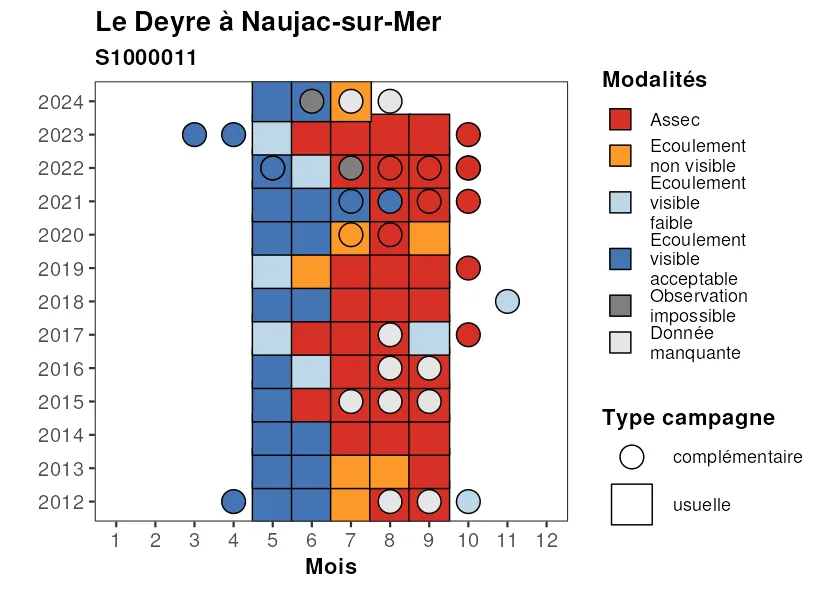 Le Deyre à Naujac-sur-Mer
S1000011
2024
2023
2022
2021
2020
2019
2018
2017
2016
2015
2014
2013
2012
1 2 3 4 5 6 7 8 9 10 11 12
Mois
Modalités
Assec
Ecoulement
non visible
Ecoulement
visible
faible
Ecoulement
visible
acceptable
Observation
impossible
Donnée
manquante
Type campagne
complémentaire
usuelle